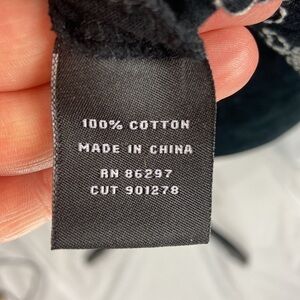 100% COTTON
MADE IN CHINA
RN 86297
CUT 901278